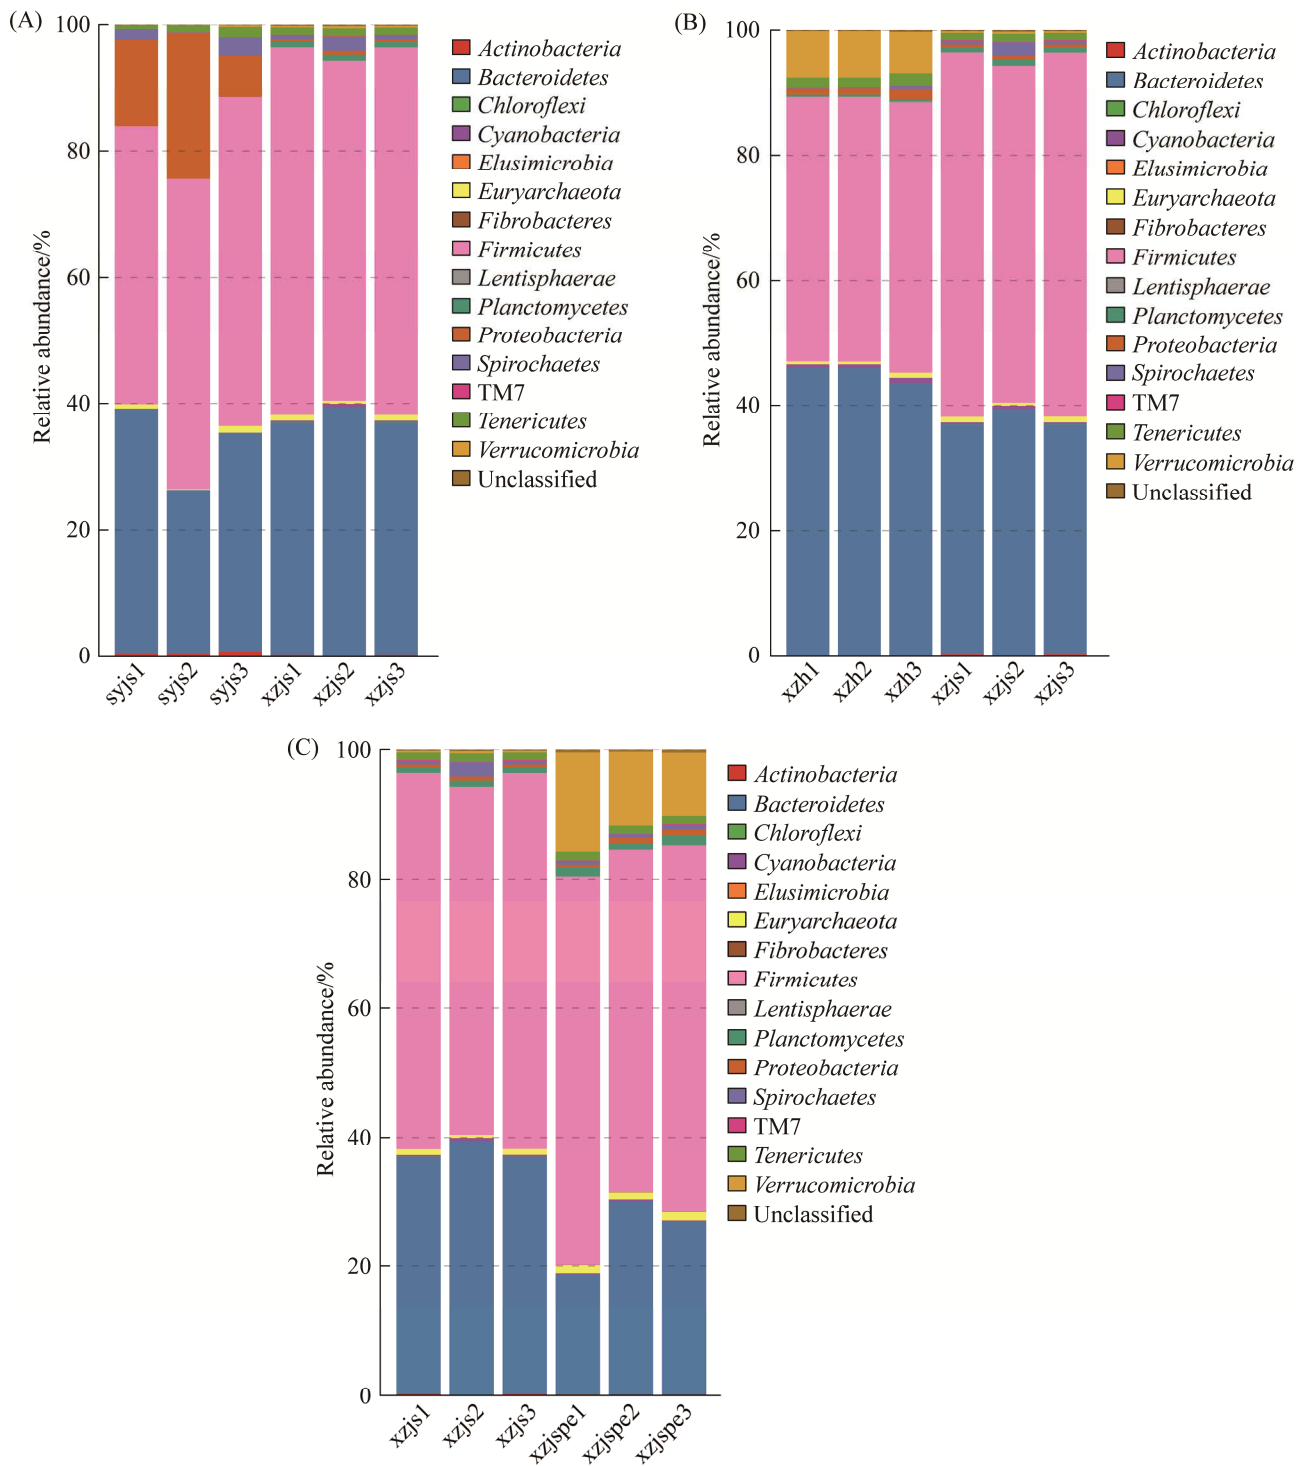 (A)
Relative abundance/%
100
80
60
40
20
0
syjs1
syjs2
syjs3
xzjs1
xzjs2
xzjs3
Actinobacteria
Bacteroidetes
Chloroflexi
Cyanobacteria
Elusimicrobia
Euryarchaeota
Fibrobacteres
Firmicutes
Lentisphaerae
Planctomycetes
Proteobacteria
Spirochaetes
TM7
Tenericutes
Verrucomicrobia
Unclassified
(B)
Relative abundance/%
100
80
60
40
20
0
xzh1
xzh2
xzh3
xzjs1
xzjs2
xzjs3
Actinobacteria
Bacteroidetes
Chloroflexi
Cyanobacteria
Elusimicrobia
Euryarchaeota
Fibrobacteres
Firmicutes
Lentisphaerae
Planctomycetes
Proteobacteria
Spirochaetes
TM7
Tenericutes
Verrucomicrobia
Unclassified
(C)
Relative abundance/%
100
80
60
40
20
0
xzjs1
xzjs2
xzjs3
xzjspe1
xzjspe2
xzjspe3
Actinobacteria
Bacteroidetes
Chloroflexi
Cyanobacteria
Elusimicrobia
Euryarchaeota
Fibrobacteres
Firmicutes
Lentisphaerae
Planctomycetes
Proteobacteria
Spirochaetes
TM7
Tenericutes
Verrucomicrobia
Unclassified